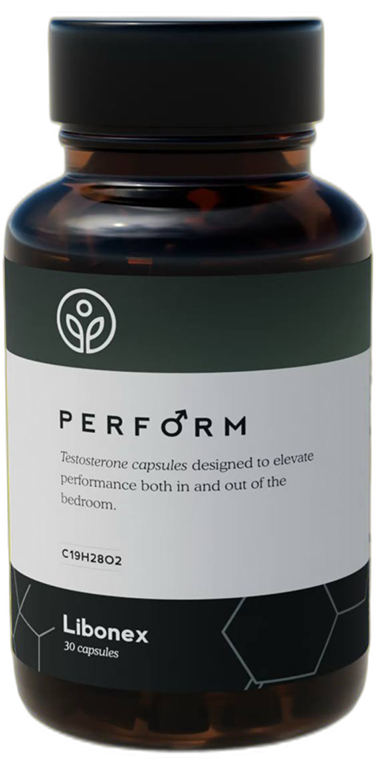 PERFORM
Testosterone capsules designed to elevate
performance both in and out of the
bedroom.
C19H28O2
Libonex
30 capsules